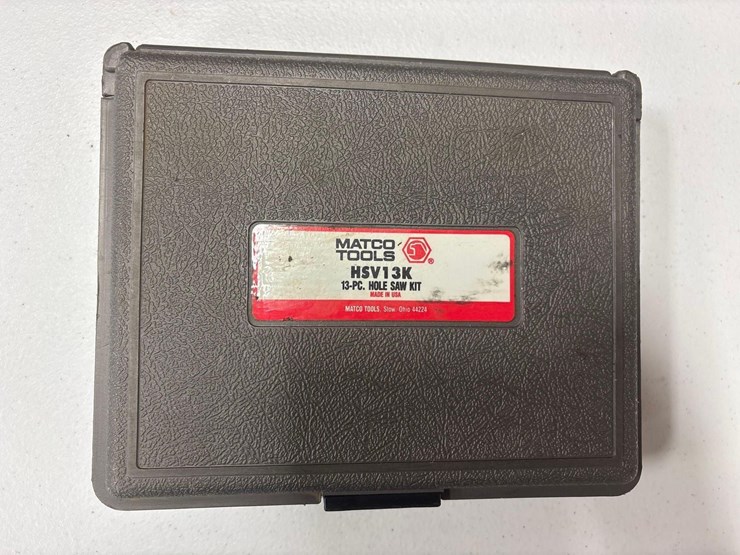 MATCO
TOOLS ®
HSV13K
13-PC. HOLE SAW KIT
MADE IN USA
MATCO TOOLS, Stow, Ohio 44224